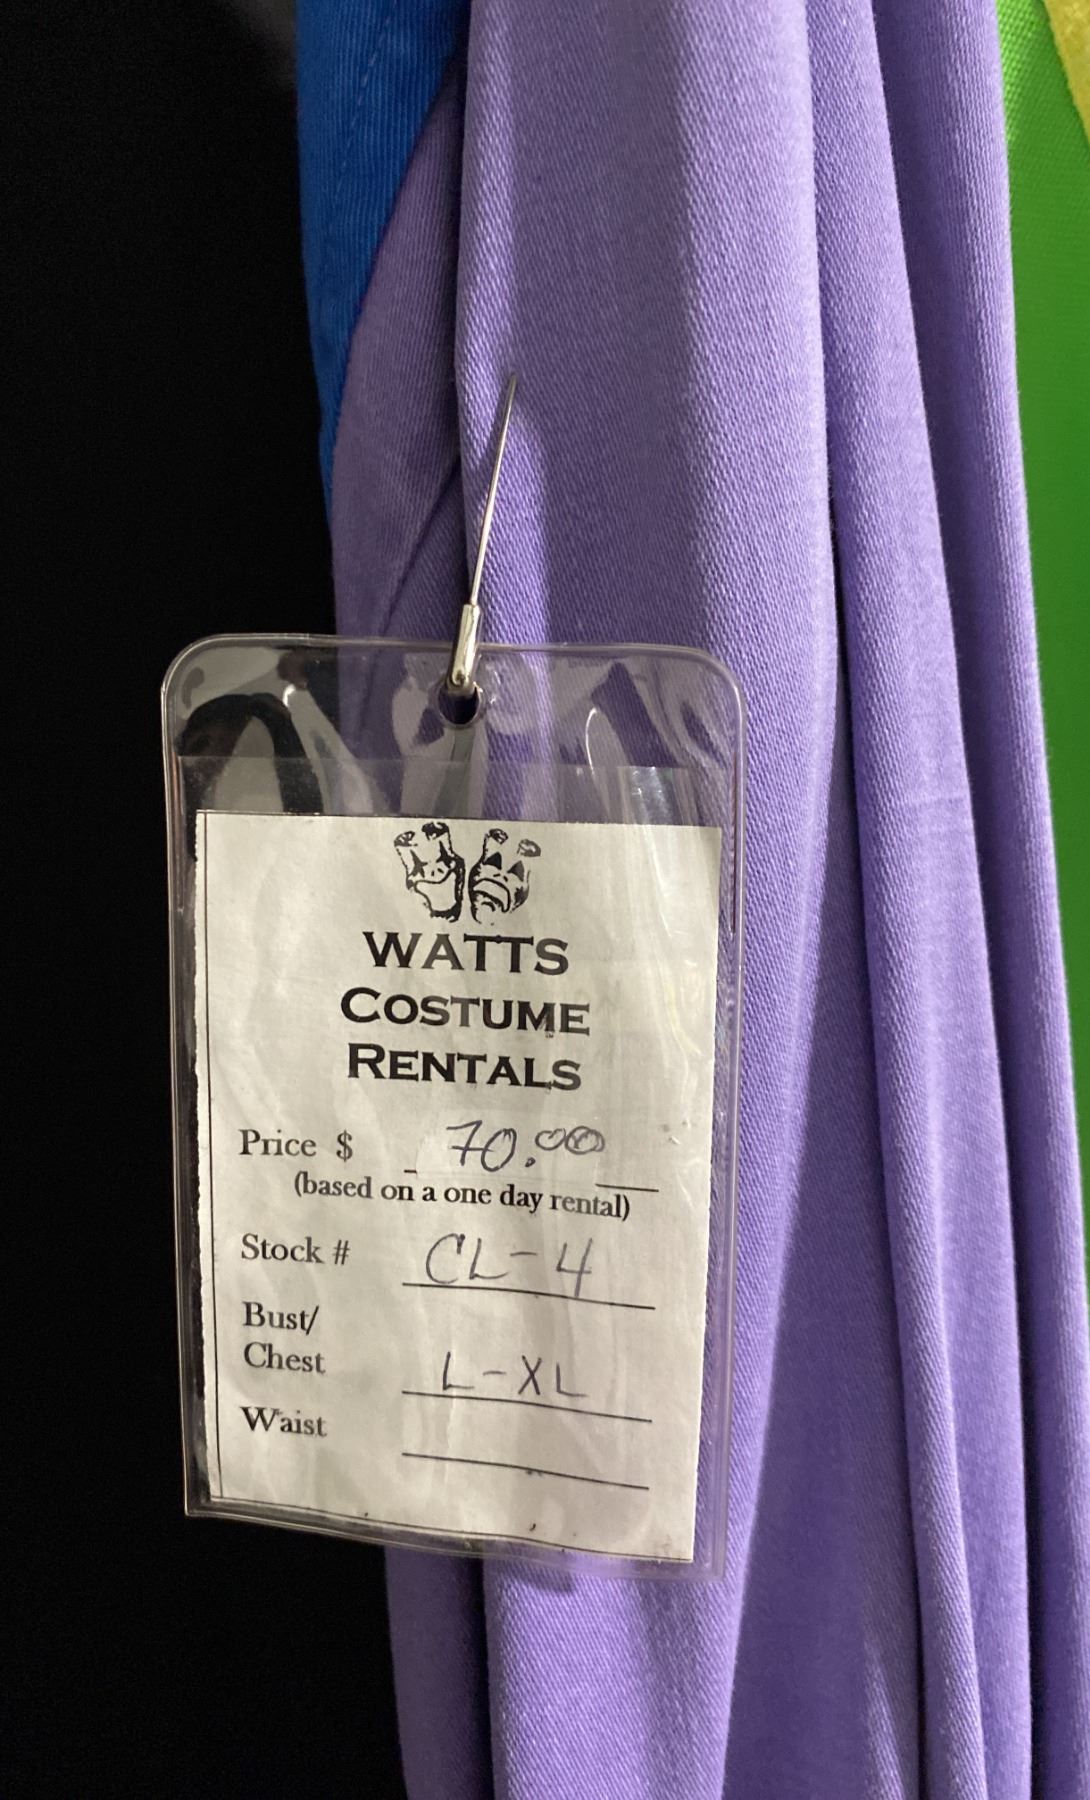 WATTS
COSTUME
RENTALS
Price $ 70.00
(based on a one day rental)
Stock # CL-4
Bust/
Chest L-XL
Waist